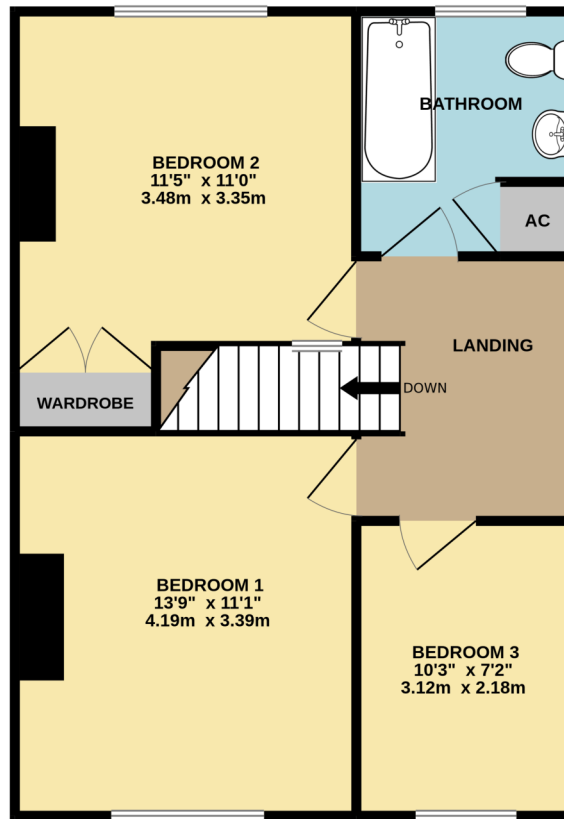 BATHROOM
BEDROOM 2
11'5" x 11'0"
3.48m x 3.35m
AC
LANDING
DOWN
WARDROBE
BEDROOM 1
13'9" x 11'1"
4.19m x 3.39m
BEDROOM 3
10'3" x 7'2"
3.12m x 2.18m